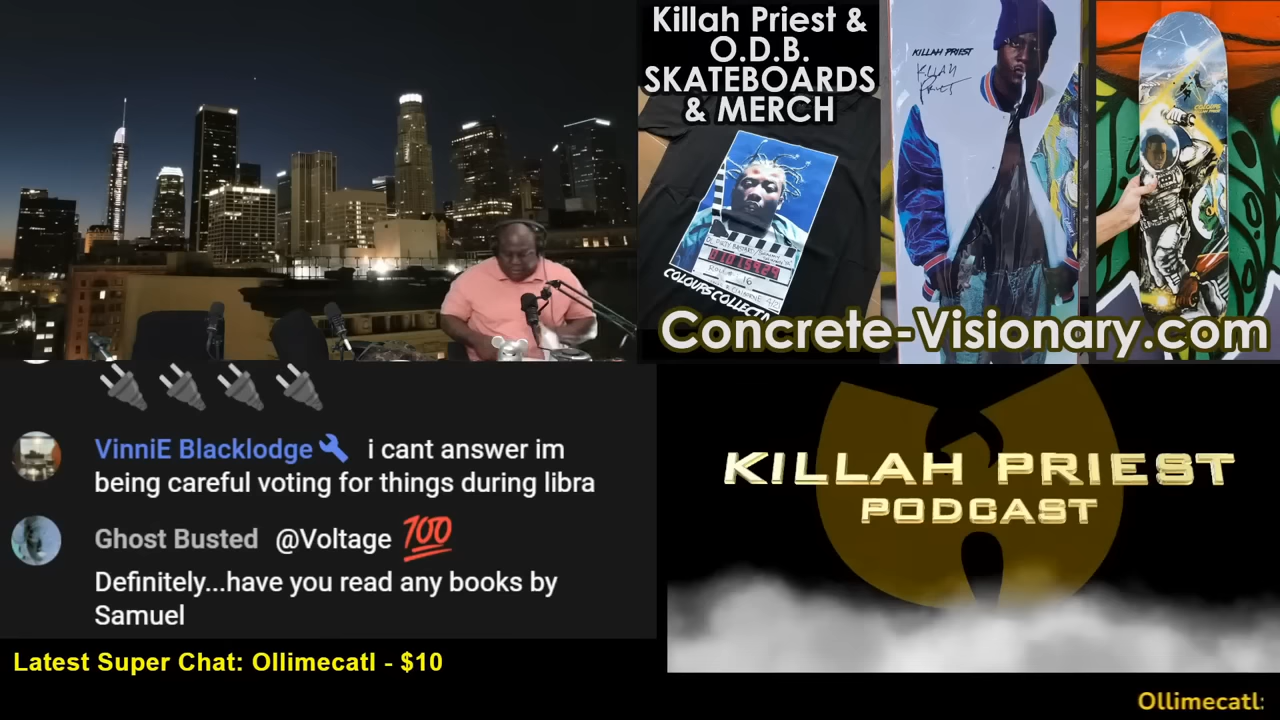 Killah Priest &
O.D.B.
SKATEBOARDS
& MERCH
KILLAH PRIEST
COLOURS COLLECTIV
Concrete-Visionary.com
VinniE Blacklodge i cant answer im
being careful voting for things during libra
Ghost Busted @Voltage 💯
Definitely...have you read any books by
Samuel
KILLAH PRIEST
PODCAST
Latest Super Chat: Ollimecatl - $10
Ollimecatl: